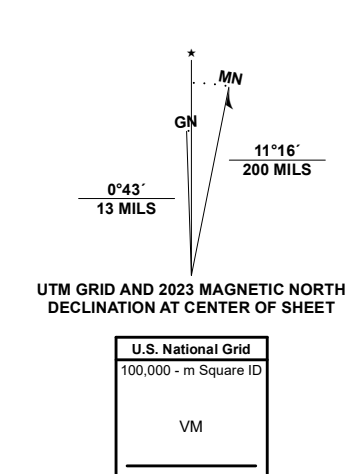 ★
MN
GN
11°16´
200 MILS
0°43´
13 MILS
UTM GRID AND 2023 MAGNETIC NORTH
DECLINATION AT CENTER OF SHEET
U.S. National Grid
100,000 - m Square ID
VM